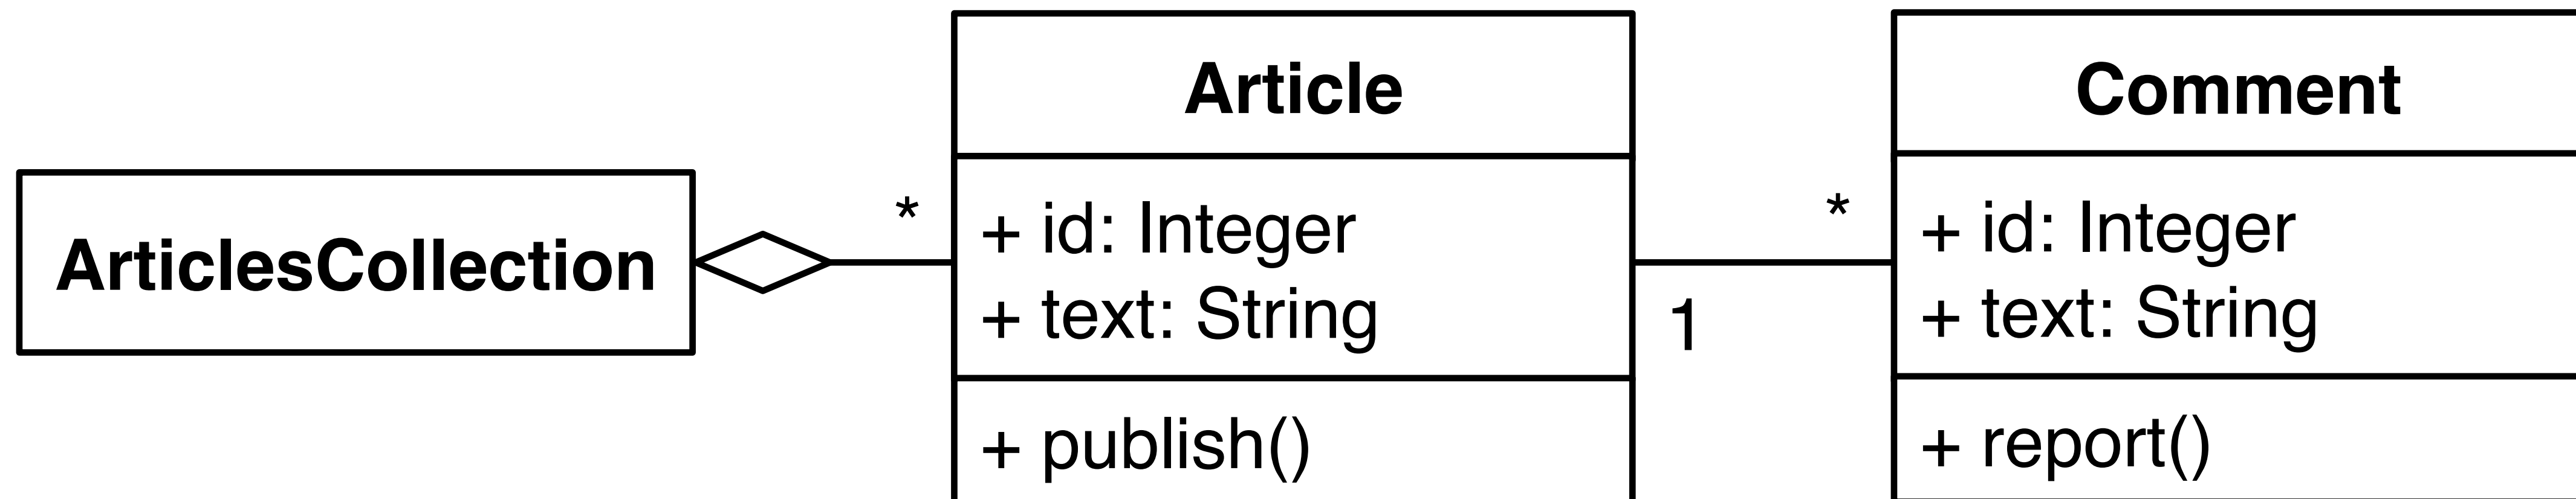 ArticlesCollection
*
Article
+ id: Integer
+ text: String
+ publish()
1
*
Comment
+ id: Integer
+ text: String
+ report()